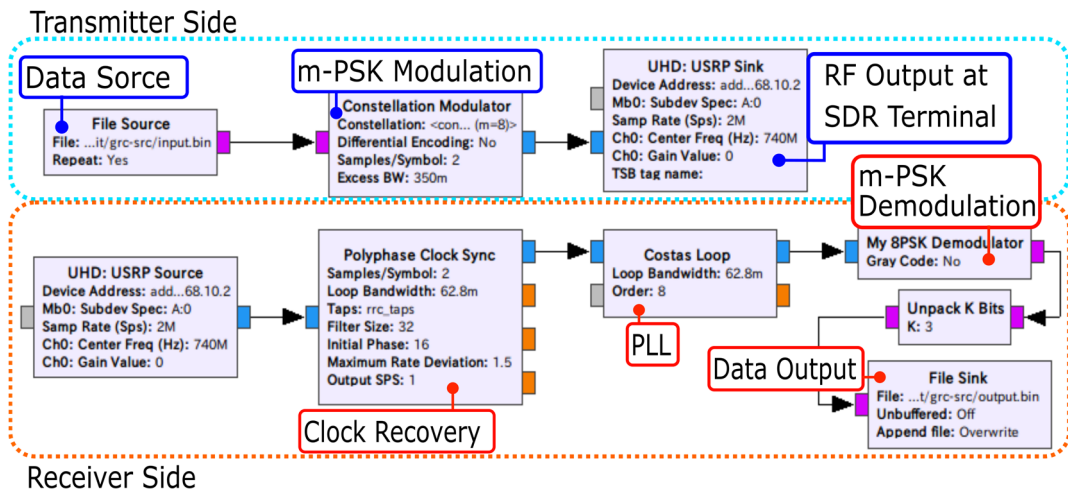 Transmitter Side
Data Sorce
File Source
File: ...it/grc-src/input.bin
Repeat: Yes
m-PSK Modulation
Constellation Modulator
Constellation: <con... (m=8)>
Differential Encoding: No
Samples/Symbol: 2
Excess BW: 350m
UHD: USRP Sink
Device Address: add...68.10.2
Mb0: Subdev Spec: A:0
Samp Rate (Sps): 2M
Ch0: Center Freq (Hz): 740M
Ch0: Gain Value: 0
TSB tag name:
RF Output at
SDR Terminal
UHD: USRP Source
Device Address: add...68.10.2
Mb0: Subdev Spec: A:0
Samp Rate (Sps): 2M
Ch0: Center Freq (Hz): 740M
Ch0: Gain Value: 0
Polyphase Clock Sync
Samples/Symbol: 2
Loop Bandwidth: 62.8m
Taps: rrc_taps
Filter Size: 32
Initial Phase: 16
Maximum Rate Deviation: 1.5
Output SPS: 1
Clock Recovery
Costas Loop
Loop Bandwidth: 62.8m
Order: 8
PLL
m-PSK
Demodulation
My 8PSK Demodulator
Gray Code: No
Unpack K Bits
K: 3
Data Output
File Sink
File: ...t/grc-src/output.bin
Unbuffered: Off
Append file: Overwrite
Receiver Side